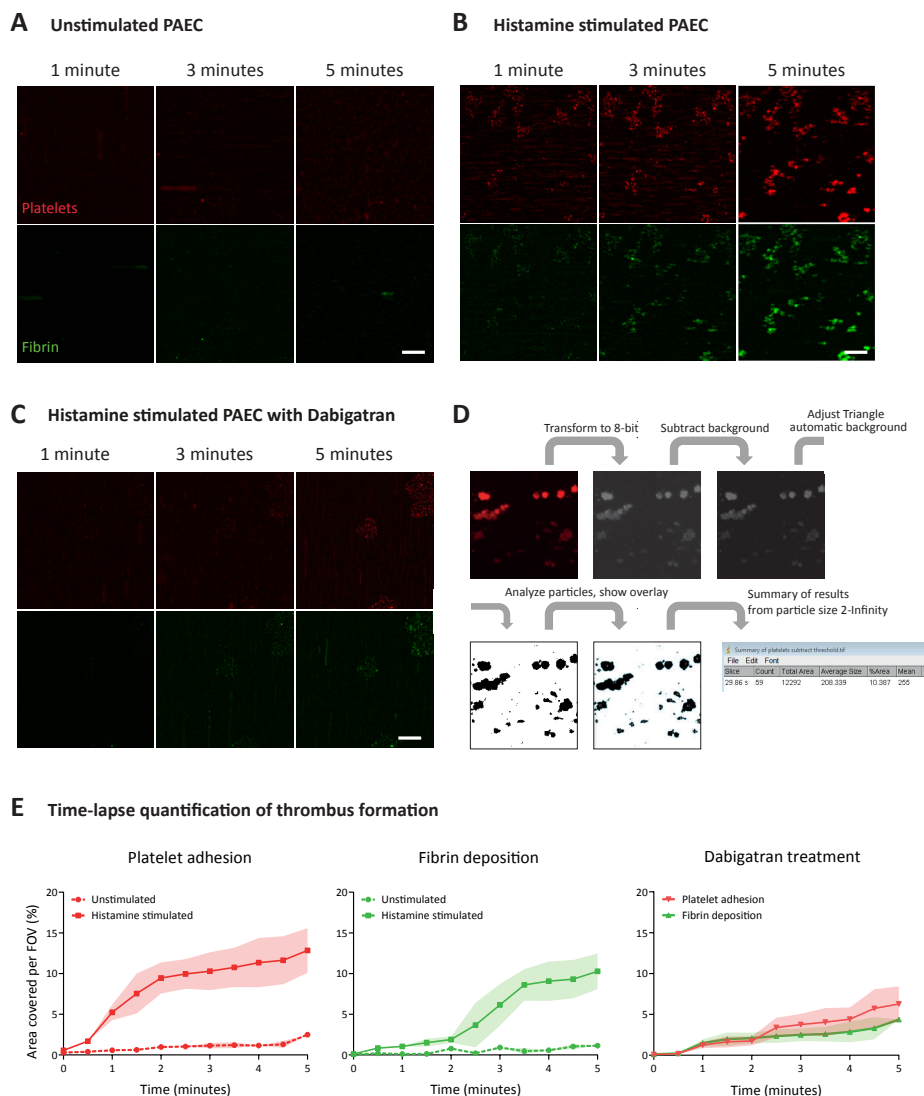 A Unstimulated PAEC
1 minute 3 minutes 5 minutes
Platelets
Fibrin
B Histamine stimulated PAEC
1 minute 3 minutes 5 minutes
C Histamine stimulated PAEC with Dabigatran
1 minute 3 minutes 5 minutes
D
Transform to 8-bit Subtract background Adjust Triangle
automatic background
Analyze particles, show overlay Summary of results
from particle size 2-Infinity
Summary of platelets subtract threshold.tif
File Edit Font
Slice Count Total Area Average Size %Area Mean
29.86 s 59 12292 208.339 10.387 255
E Time-lapse quantification of thrombus formation
Platelet adhesion
Area covered per FOV (%)
20
15
10
5
0
Unstimulated
Histamine stimulated
0 1 2 3 4 5
Time (minutes)
Fibrin deposition
20
15
10
5
0
Unstimulated
Histamine stimulated
0 1 2 3 4 5
Time (minutes)
Dabigatran treatment
20
15
10
5
0
Platelet adhesion
Fibrin deposition
0 1 2 3 4 5
Time (minutes)